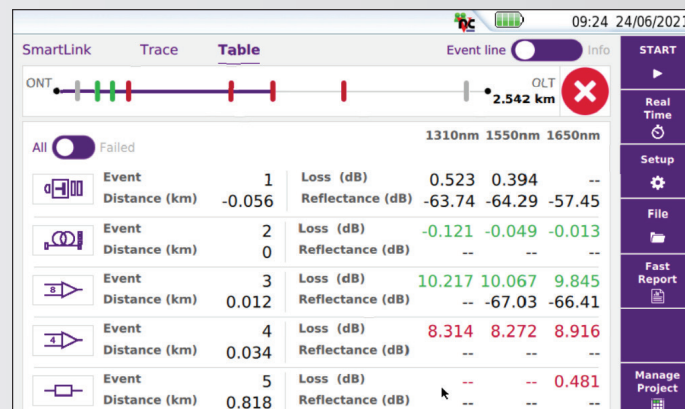 nc 09:24 24/06/2021
SmartLink Trace Table Event line Info START
ONT OLT
2.542 km
Real
Time
1310nm 1550nm 1650nm
All Failed
Setup
Event 1 Loss (dB) 0.523 0.394 --
Distance (km) -0.056 Reflectance (dB) -63.74 -64.29 -57.45
File
Event 2 Loss (dB) -0.121 -0.049 -0.013
Distance (km) 0 Reflectance (dB) -- -- --
Fast
Report
8 Event 3 Loss (dB) 10.217 10.067 9.845
Distance (km) 0.012 Reflectance (dB) -- -67.03 -66.41
4 Event 4 Loss (dB) 8.314 8.272 8.916
Distance (km) 0.034 Reflectance (dB) -- -- --
Manage
Project
Event 5 Loss (dB) -- -- 0.481
Distance (km) 0.818 Reflectance (dB) -- -- --